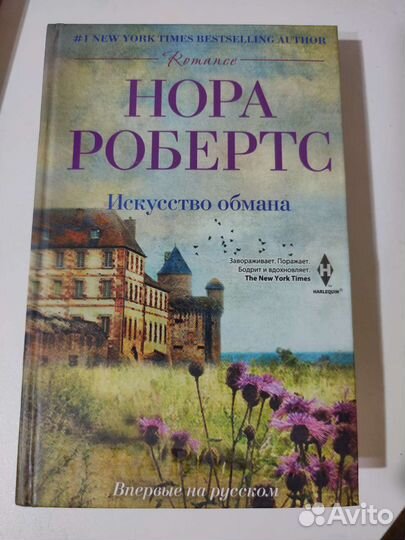 #1 NEW YORK TIMES BESTSELLING AUTHOR
Romance
НОРА
РОБЕРТС
Искусство обмана
Завораживает. Поражает.
Бодрит и вдохновляет.
The New York Times
H
HARLEQUIN®
Впервые на русском
Avito